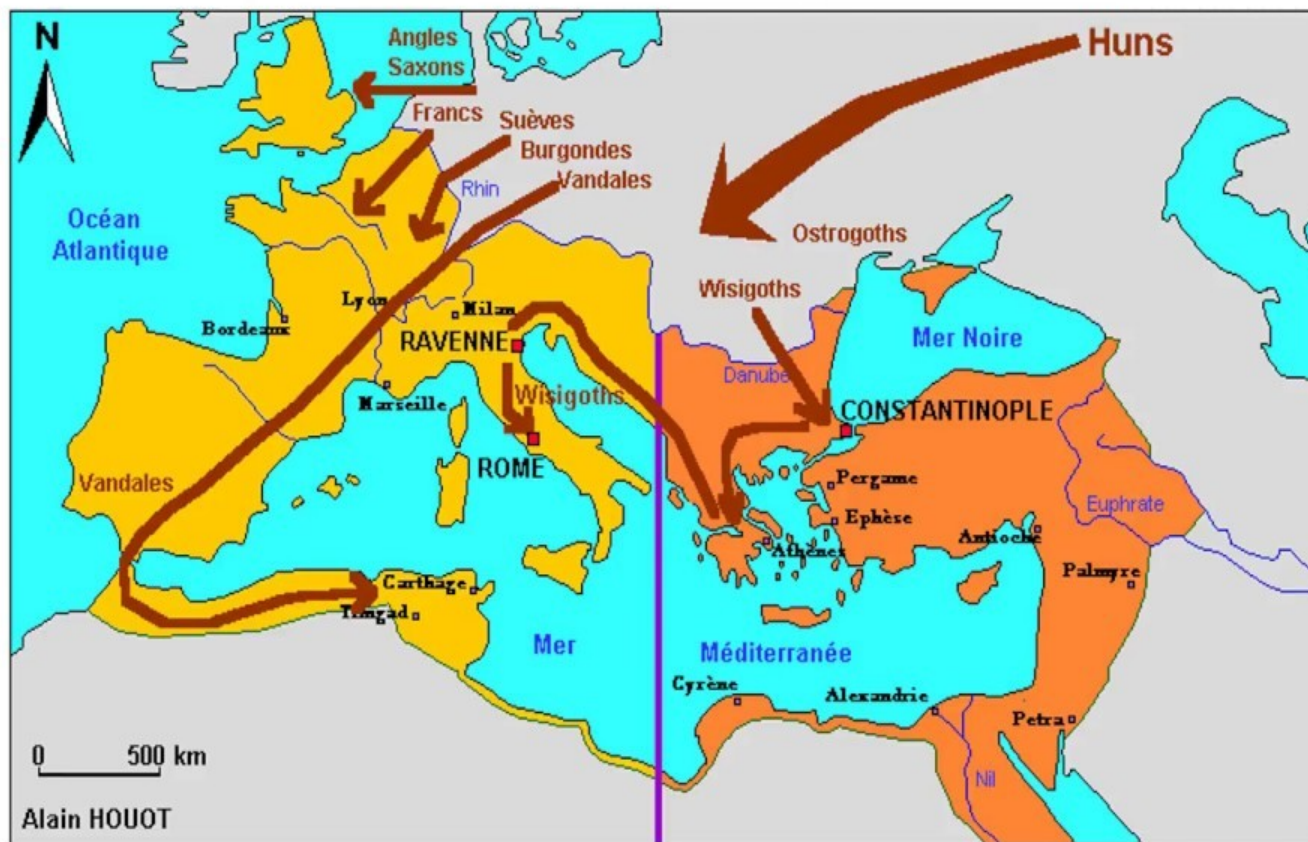 N
Angles
Saxons
Huns
Francs
Suèves
Burgondes
Vandales
Rhin
Océan
Atlantique
Ostrogoths
Wisigoths
Lyon
Milan
Bordeaux
RAVENNE
Mer Noire
Danube
Marseille
Wisigoths
CONSTANTINOPLE
ROME
Vandales
Pergame
Ephèse
Euphrate
Athènes
Antioche
Carthage
Palmyre
Timgad
Mer
Méditerranée
Cyrène
Alexandrie
Petra
0 500 km
Nil
Alain HOUOT